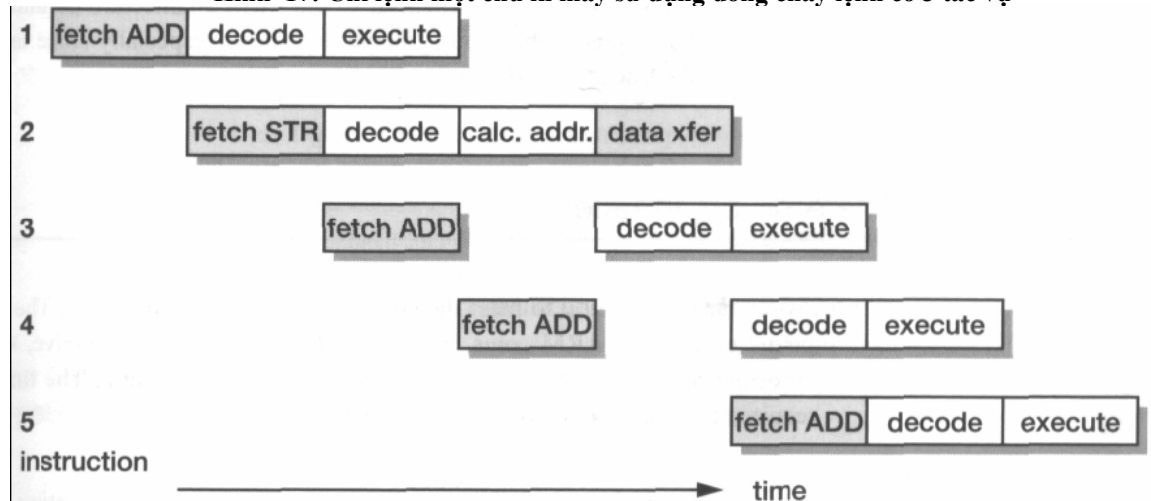 1 fetch ADD decode execute
2 fetch STR decode calc. addr. data xfer
3 fetch ADD decode execute
4 fetch ADD decode execute
5 fetch ADD decode execute
instruction
time